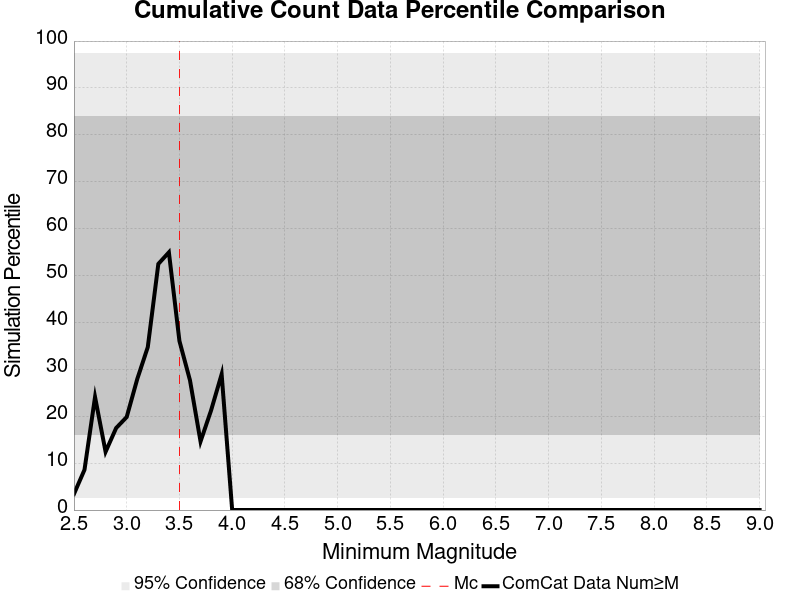 Cumulative Count Data Percentile Comparison
100
90
80
70
60
50
40
30
20
10
0
Simulation Percentile
2.5 3.0 3.5 4.0 4.5 5.0 5.5 6.0 6.5 7.0 7.5 8.0 8.5 9.0
Minimum Magnitude
95% Confidence 68% Confidence Mc ComCat Data Num≥M